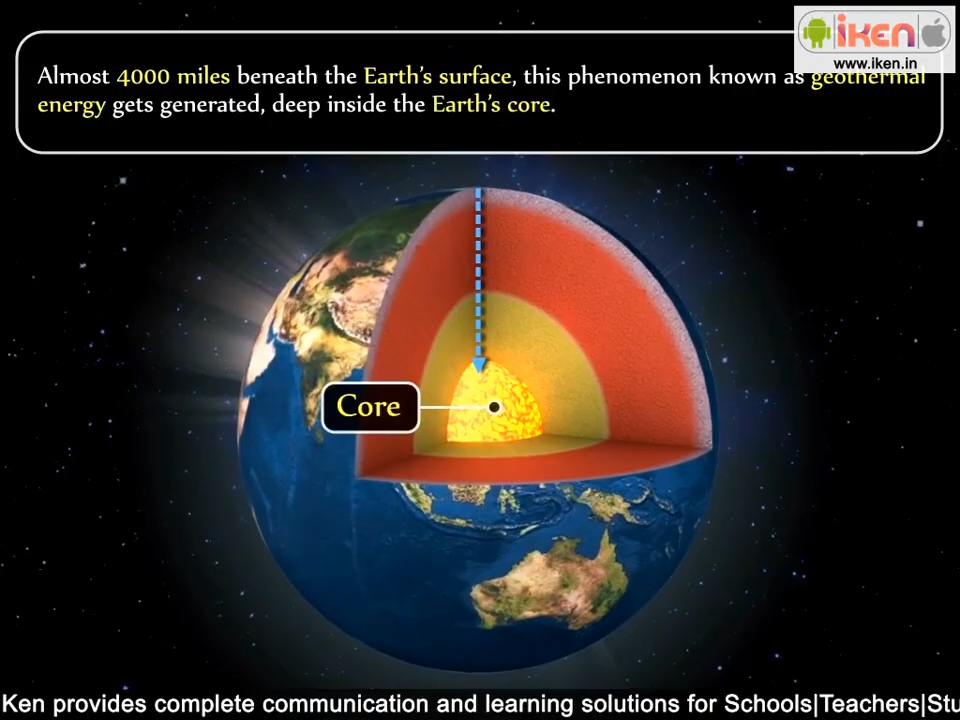 iken
www.iken.in
Almost 4000 miles beneath the Earth's surface, this phenomenon known as geothermal
energy gets generated, deep inside the Earth's core.
Core
Ken provides complete communication and learning solutions for Schools|Teachers|Stu